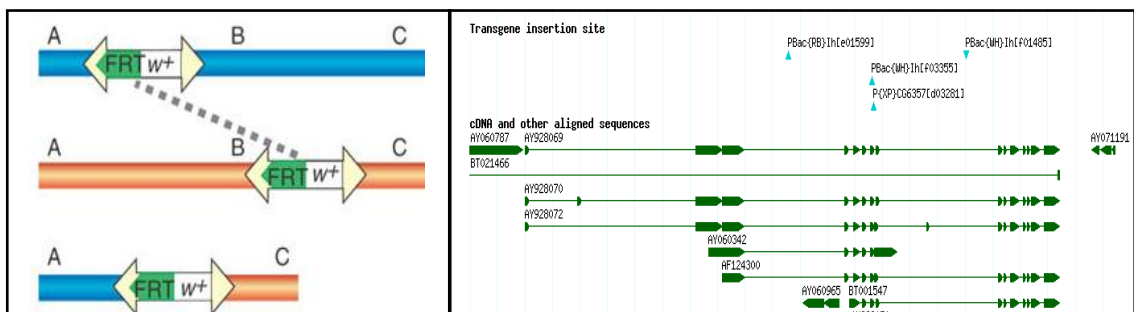 A B C
FRT w+
A B C
FRT w+
A C
FRT w+
Transgene insertion site
PBac{RB}Ih[e01599]
PBac{WH}Ih[f01485]
PBac{WH}Ih[f03355]
P{XP}CG6357[d03281]
cDNA and other aligned sequences
AY060787 AY928069 AY071191
BT021466
AY928070
AY928072
AY060342
AF124300
AY060965 BT001547